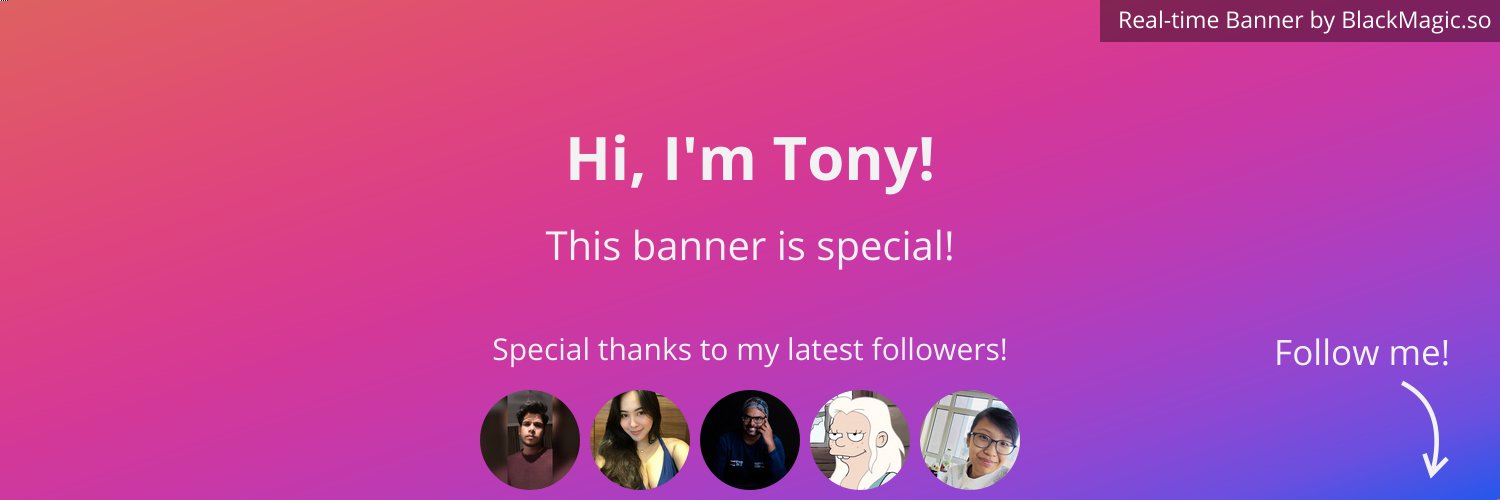 Real-time Banner by BlackMagic.so
Hi, I'm Tony!
This banner is special!
Special thanks to my latest followers!
Follow me!